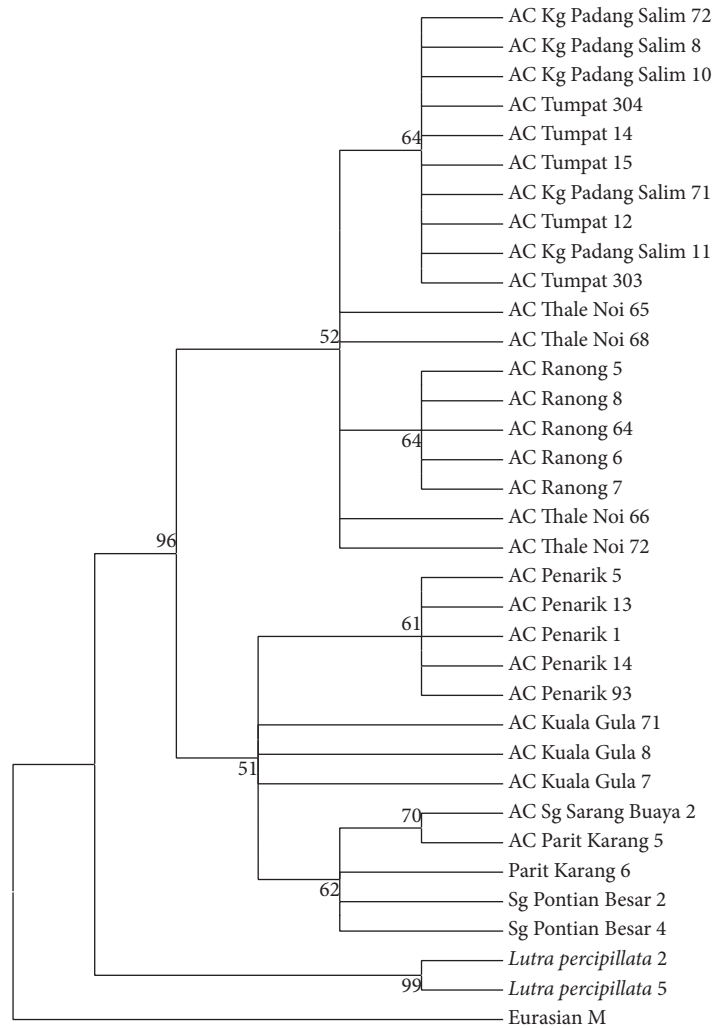 AC Kg Padang Salim 72
AC Kg Padang Salim 8
AC Kg Padang Salim 10
AC Tumpat 304
64
AC Tumpat 14
AC Tumpat 15
AC Kg Padang Salim 71
AC Tumpat 12
AC Kg Padang Salim 11
AC Tumpat 303
AC Thale Noi 65
52
AC Thale Noi 68
AC Ranong 5
AC Ranong 8
AC Ranong 64
64
AC Ranong 6
AC Ranong 7
AC Thale Noi 66
96
AC Thale Noi 72
AC Penarik 5
AC Penarik 13
61
AC Penarik 1
AC Penarik 14
AC Penarik 93
AC Kuala Gula 71
AC Kuala Gula 8
51
AC Kuala Gula 7
70
AC Sg Sarang Buaya 2
AC Parit Karang 5
Parit Karang 6
62
Sg Pontian Besar 2
Sg Pontian Besar 4
Lutra percipillata 2
99
Lutra percipillata 5
Eurasian M